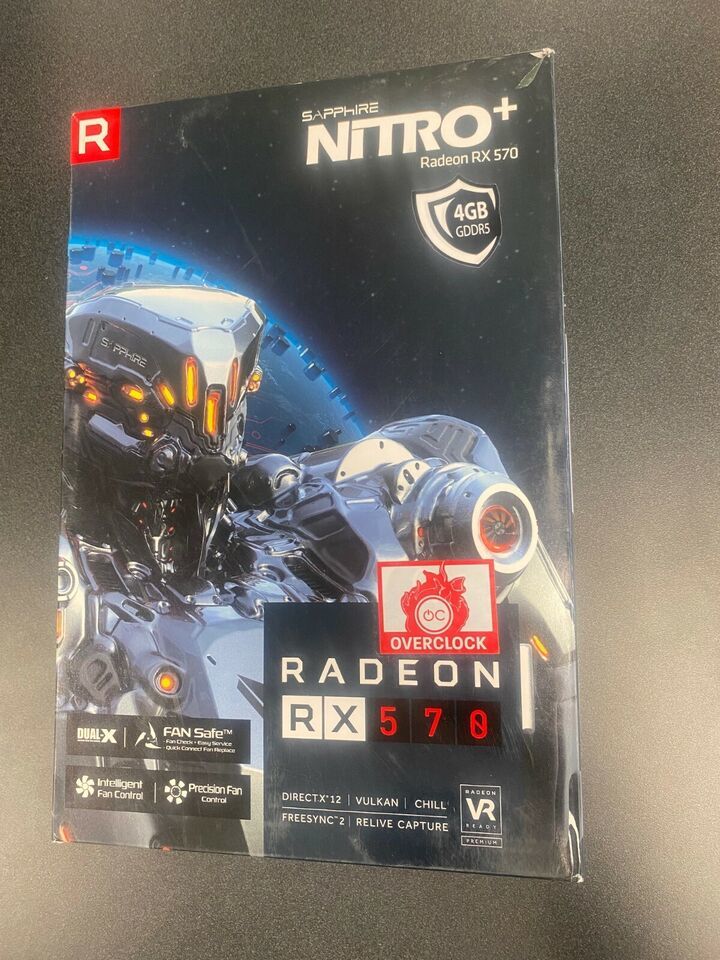 R
SAPPHIRE
NITRO+
Radeon RX 570
4GB
GDDR5
SAPPHIRE
OC
OVERCLOCK
RADEON
RX 570
DUAL-X
FAN Safe™
- Fan Check • Easy Service
- Quick Connect Fan Replace
Intelligent
Fan Control
Precision Fan
Control
DIRECTX®12 | VULKAN | CHILL
FREESYNC™2 | RELIVE CAPTURE
RADEON
VR
READY
PREMIUM